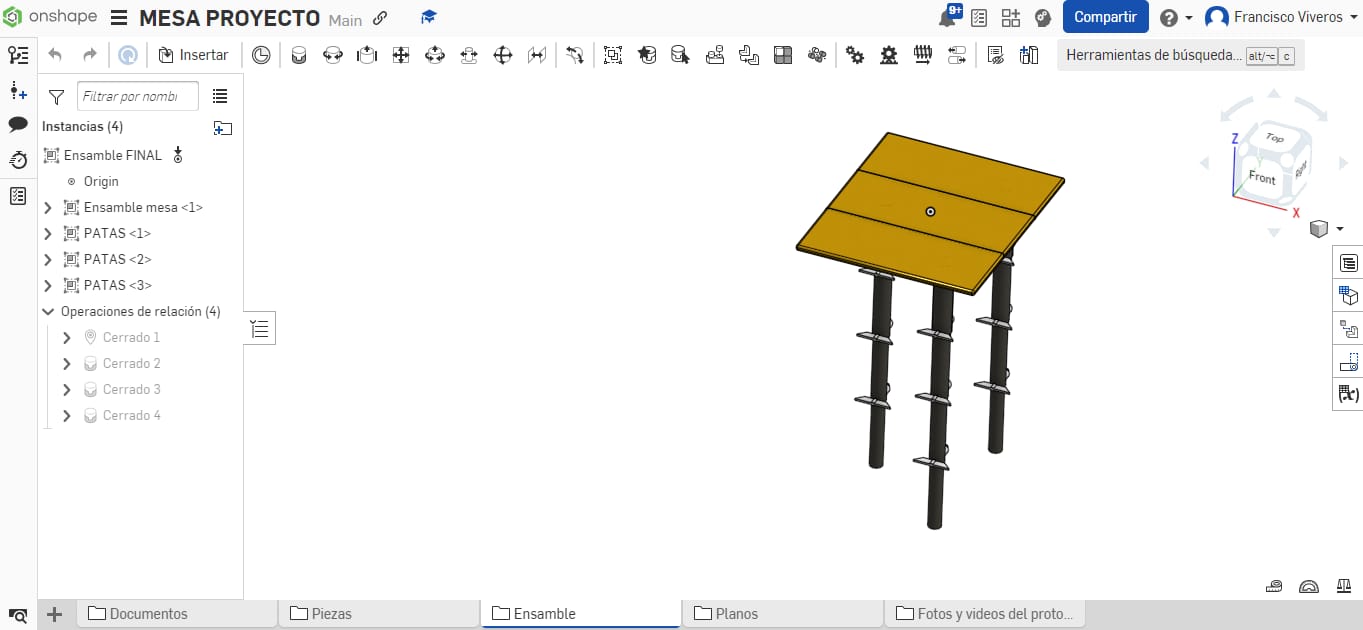 onshape MESA PROYECTO Main 9+ Compartir Francisco Viveros
Insertar Herramientas de búsqueda... alt/⌥ c
Filtrar por nombr
Instancias (4)
Ensamble FINAL
Origin
Ensamble mesa <1>
PATAS <1>
PATAS <2>
PATAS <3>
Operaciones de relación (4)
Cerrado 1
Cerrado 2
Cerrado 3
Cerrado 4
Z
Top
Front
Right
X
(x)
Documentos Piezas Ensamble Planos Fotos y videos del proto...